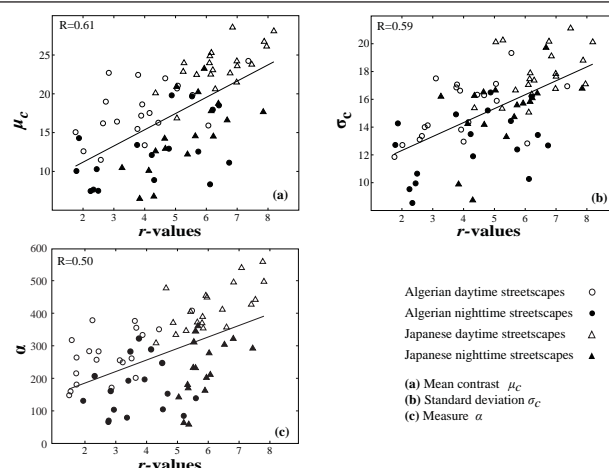 R=0.61
25
20
15
10
μc
2 3 4 5 6 7 8
r-values
(a)
R=0.59
20
18
16
14
12
10
σc
2 3 4 5 6 7 8
r-values
(b)
R=0.50
600
500
400
300
200
100
0
α
2 3 4 5 6 7 8
r-values
(c)
Algerian daytime streetscapes
Algerian nighttime streetscapes
Japanese daytime streetscapes
Japanese nighttime streetscapes
(a) Mean contrast μc
(b) Standard deviation σc
(c) Measure α